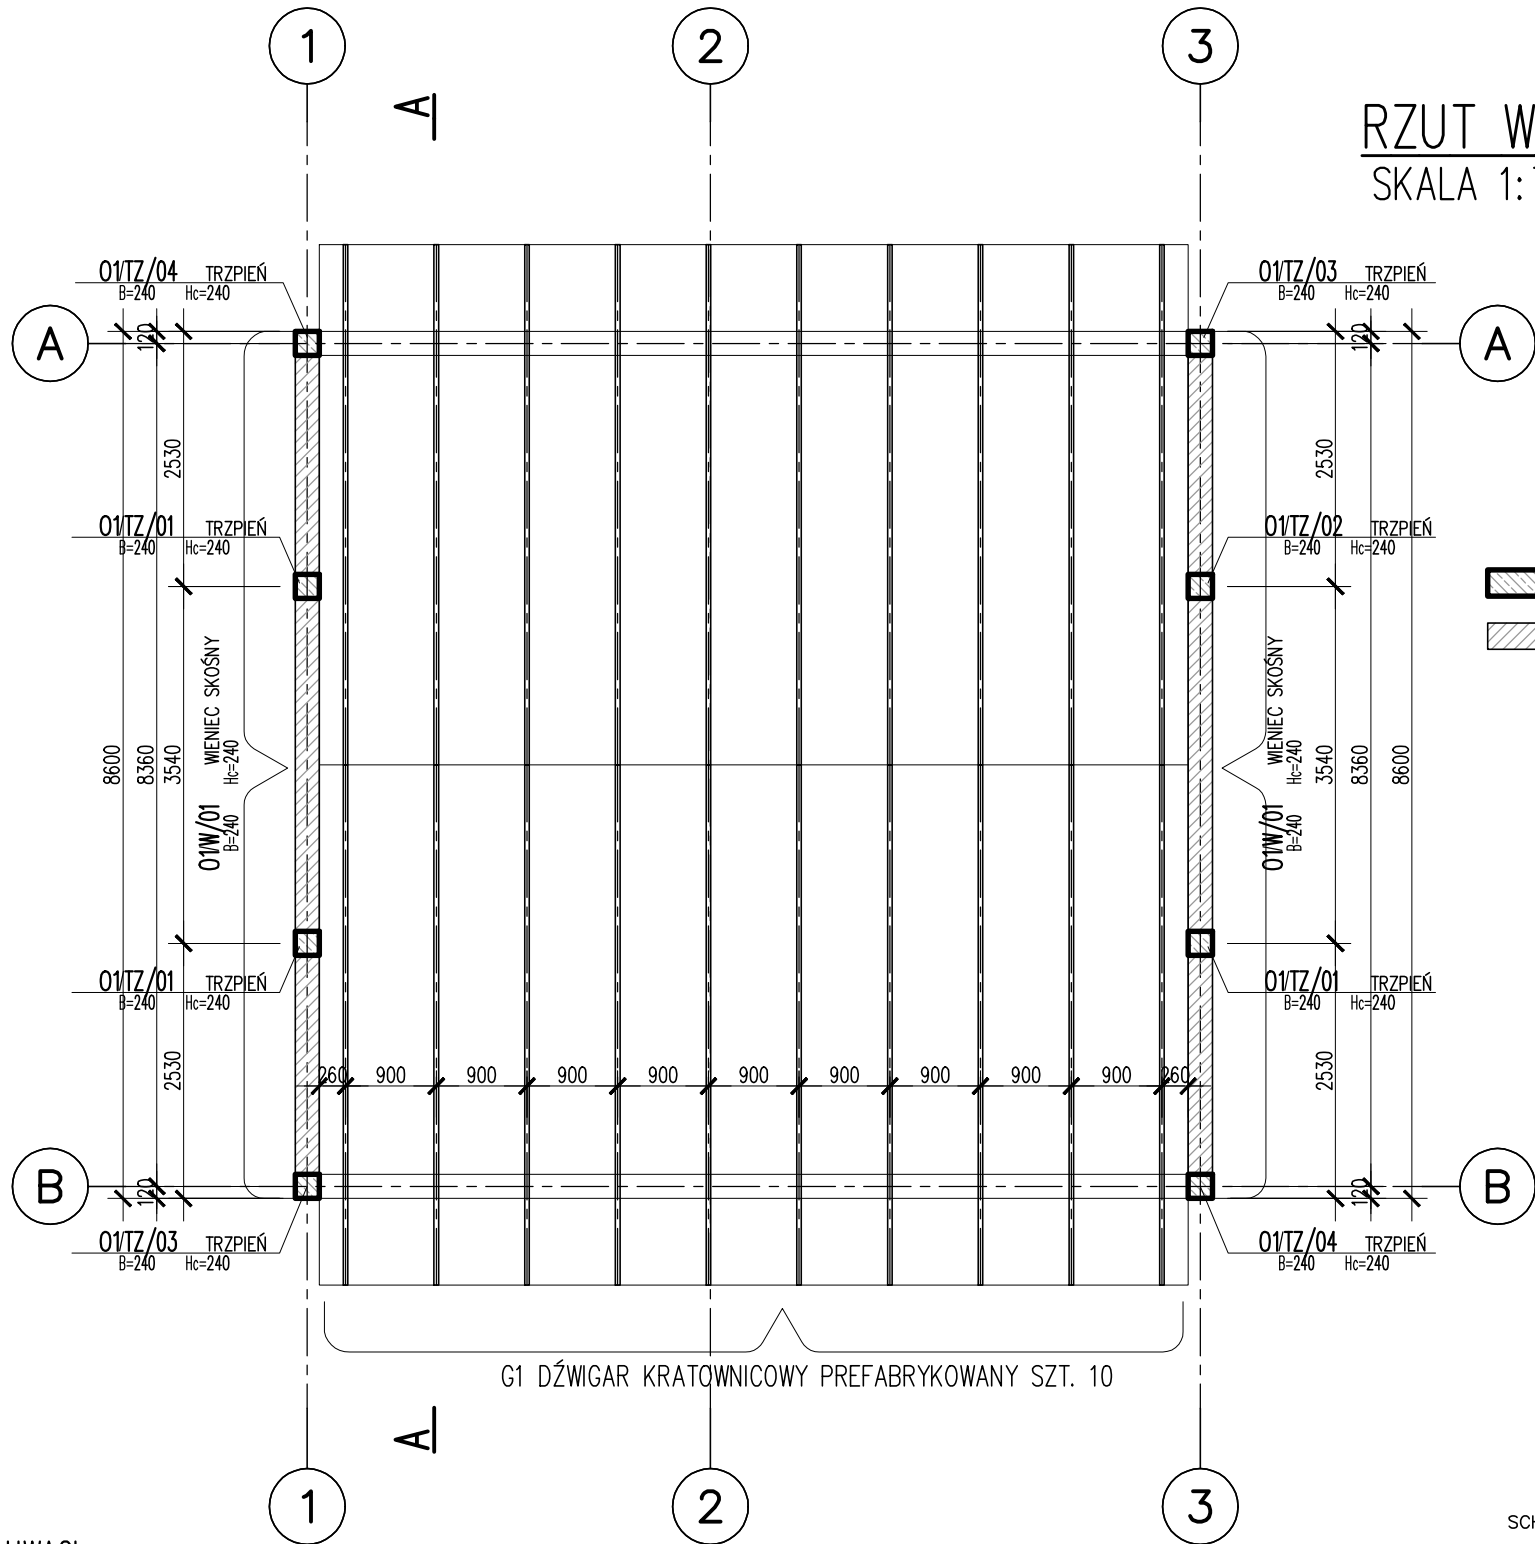 1
2
3
A
RZUT W
SKALA 1:
01/TZ/04 TRZPIEŃ
B=240 Hc=240
01/TZ/03 TRZPIEŃ
B=240 Hc=240
A
A
120
2530
8600
8360
3540
120
2530
3540
8360
8600
01/TZ/01 TRZPIEŃ
B=240 Hc=240
01/TZ/02 TRZPIEŃ
B=240 Hc=240
01/W/01 WIENIEC SKOŚNY
B=240 Hc=240
01/W/01 WIENIEC SKOŚNY
B=240 Hc=240
01/TZ/01 TRZPIEŃ
B=240 Hc=240
01/TZ/01 TRZPIEŃ
B=240 Hc=240
2530
2530
260 900 900 900 900 900 900 900 900 900 260
B
B
120
120
01/TZ/03 TRZPIEŃ
B=240 Hc=240
01/TZ/04 TRZPIEŃ
B=240 Hc=240
G1 DŹWIGAR KRATOWNICOWY PREFABRYKOWANY SZT. 10
A
1
2
3
SCH